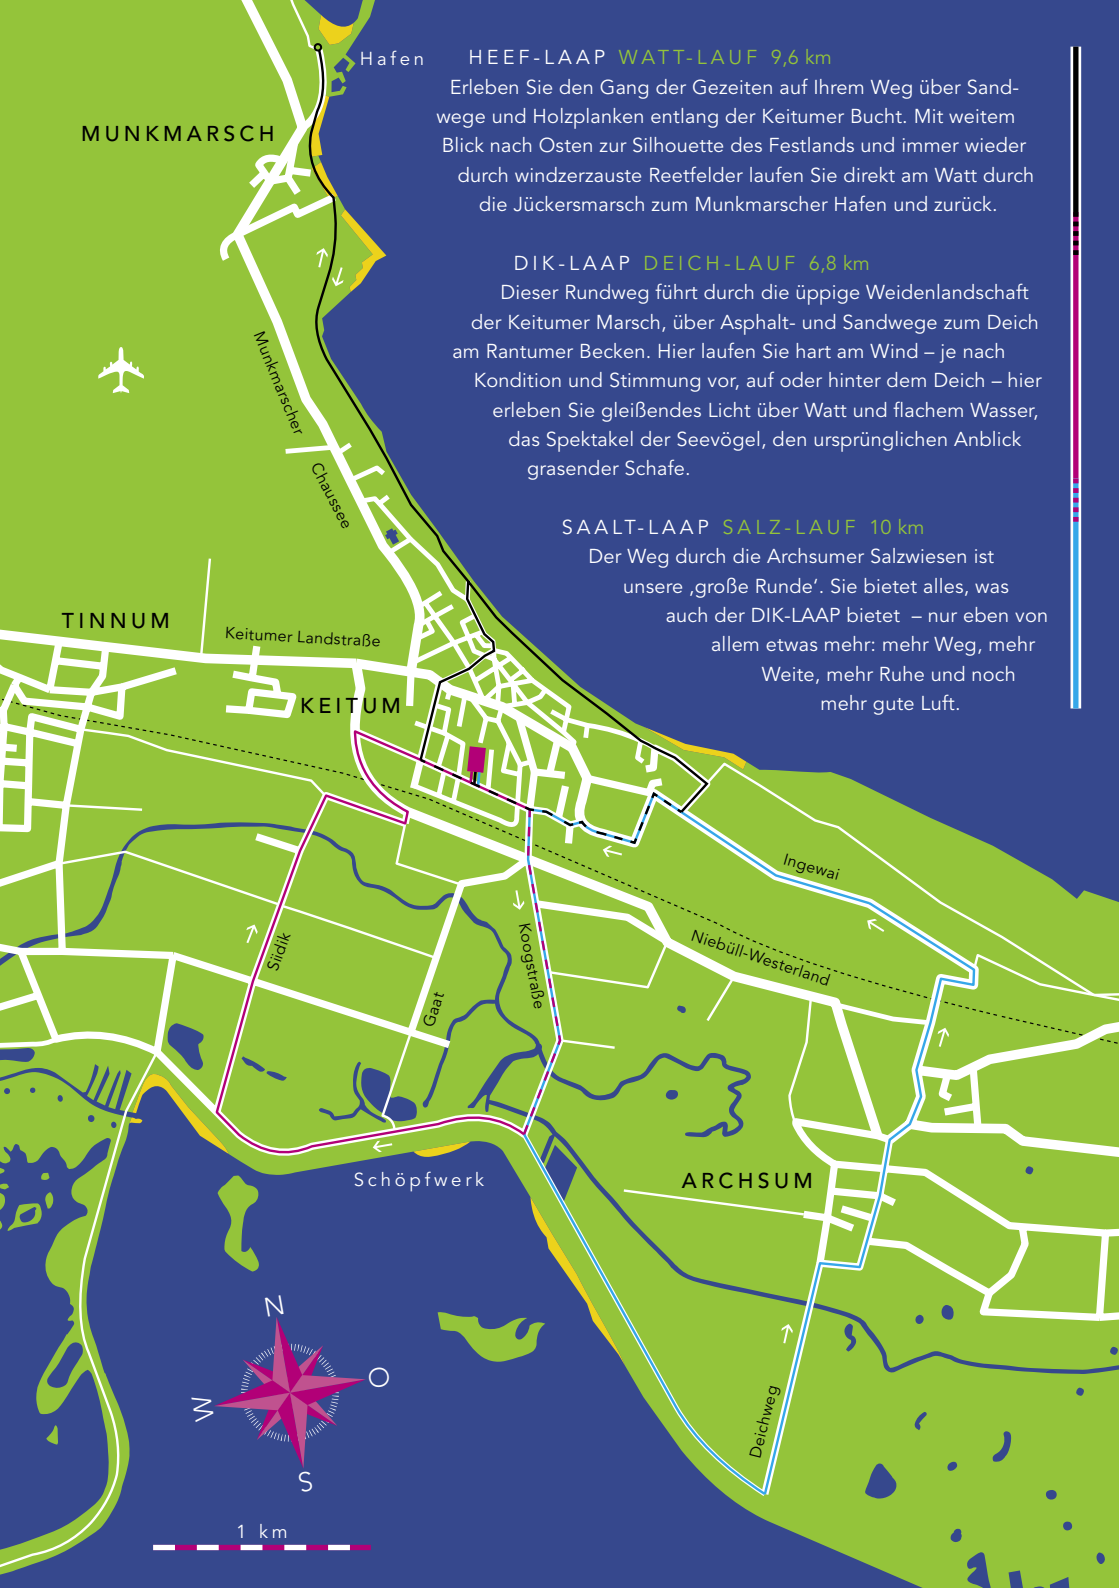 Hafen
HEEF-LAAP WATT-LAUF 9,6 km
Erleben Sie den Gang der Gezeiten auf Ihrem Weg über Sand-
wege und Holzplanken entlang der Keitumer Bucht. Mit weitem
Blick nach Osten zur Silhouette des Festlands und immer wieder
durch windzerzauste Reetfelder laufen Sie direkt am Watt durch
die Jückersmarsch zum Munkmarscher Hafen und zurück.
DIK-LAAP DEICH-LAUF 6,8 km
Dieser Rundweg führt durch die üppige Weidenlandschaft
der Keitumer Marsch, über Asphalt- und Sandwege zum Deich
am Rantumer Becken. Hier laufen Sie hart am Wind – je nach
Kondition und Stimmung vor, auf oder hinter dem Deich – hier
erleben Sie gleißendes Licht über Watt und flachem Wasser,
das Spektakel der Seevögel, den ursprünglichen Anblick
grasender Schafe.
SAALT-LAAP SALZ-LAUF 10 km
Der Weg durch die Archsumer Salzwiesen ist
unsere ‚große Runde‘. Sie bietet alles, was
auch der DIK-LAAP bietet – nur eben von
allem etwas mehr: mehr Weg, mehr
Weite, mehr Ruhe und noch
mehr gute Luft.
MUNKMARSCH
Munkmarscher
Chaussee
TINNUM
Keitumer Landstraße
KEITUM
Ingewai
Niebüll-Westerland
Koogstraße
Siidik
Gaat
Schöpfwerk
ARCHSUM
Deichweg
N
O
W
S
1 km